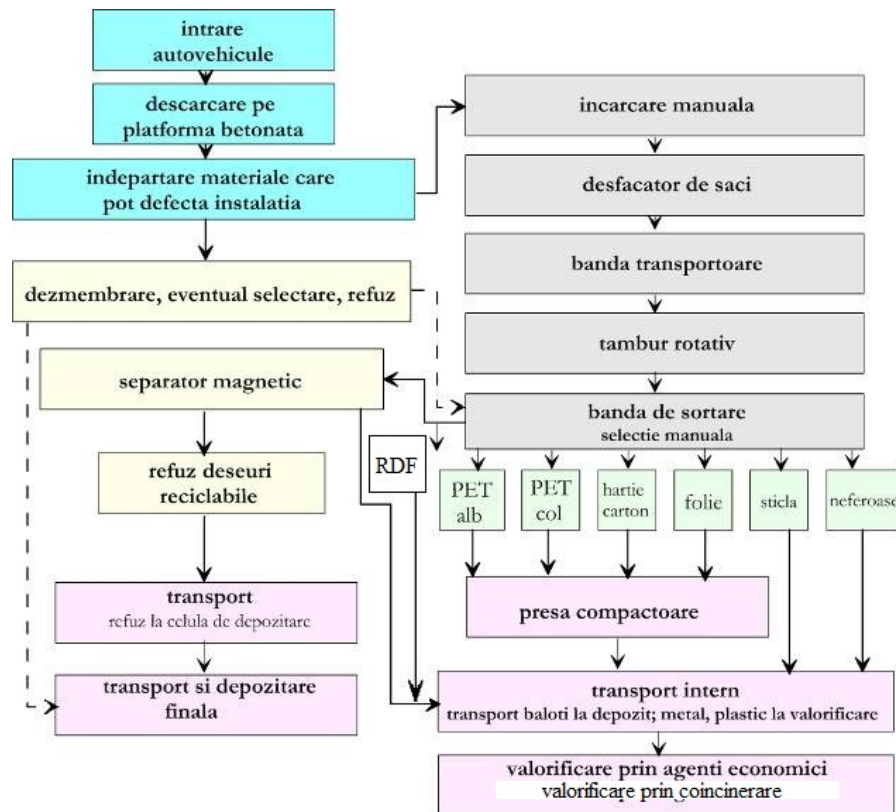 intrare
autovehicule
descarcare pe
platforma betonata
indepartare materiale care
pot defecta instalatia
dezmembrare, eventual selectare, refuz
separator magnetic
refuz deseuri
reciclabile
transport
refuz la celula de depozitare
transport si depozitare
finala
incarcare manuala
desfacator de saci
banda transportoare
tambur rotativ
banda de sortare
selectie manuala
RDF
PET
alb
PET
col
hartie
carton
folie
sticla
neferoase
presa compactoare
transport intern
transport baloti la depozit; metal, plastic la valorificare
valorificare prin agenti economici
valorificare prin coincinerare